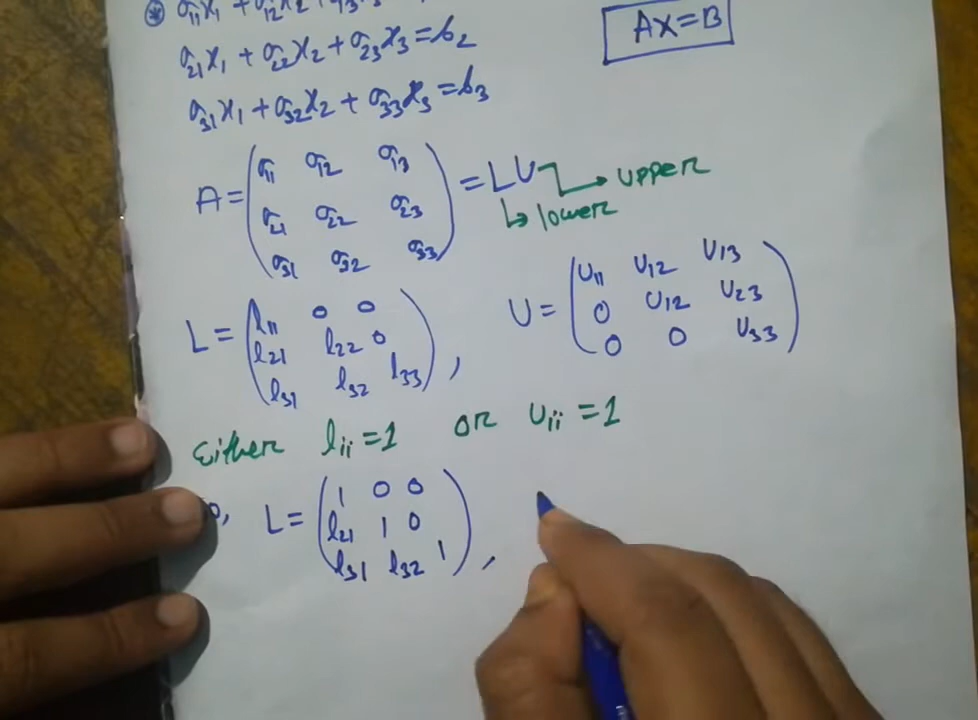 a₁₁x₁ + a₁₂x₂ +
a₂₁x₁ + a₂₂x₂ + a₂₃x₃ = b₂
AX=B
a₃₁x₁ + a₃₂x₂ + a₃₃x₃ = b₃
A = (a₁₁ a₁₂ a₁₃
a₂₁ a₂₂ a₂₃
a₃₁ a₃₂ a₃₃) = LU → upper
↳ lower
L = (l₁₁ 0 0
l₂₁ l₂₂ 0
l₃₁ l₃₂ l₃₃) ,
U = (U₁₁ U₁₂ U₁₃
0 U₁₂ U₂₃
0 0 U₃₃)
Either lᵢᵢ = 1 or uᵢᵢ = 1
o, L = (1 0 0
l₂₁ 1 0
l₃₁ l₃₂ 1) ,